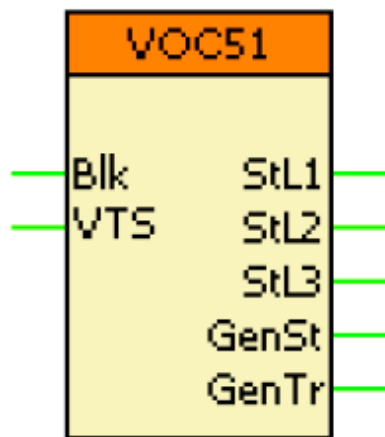 VOC51
Blk StL1
VTS StL2
StL3
GenSt
GenTr